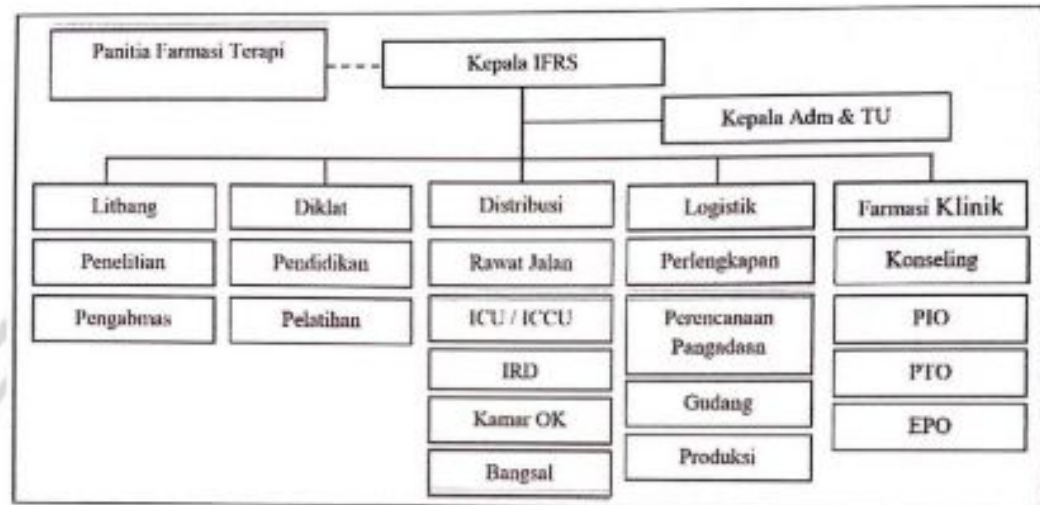 Panitia Farmasi Terapi
Kepala IFRS
Kepala Adm & TU
Litbang
Diklat
Distribusi
Logistik
Farmasi Klinik
Penelitian
Pendidikan
Rawat Jalan
Perlengkapan
Konseling
Pengabmas
Pelatihan
ICU / ICCU
Perencanaan
Pangadaan
PIO
IRD
PTO
Kamar OK
Gudang
EPO
Bangsal
Produksi